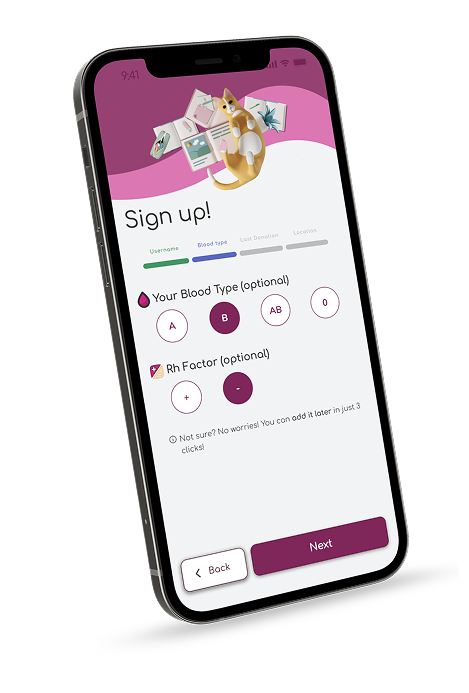 9:41
Sign up!
Username
Blood type
Last Donation
Location
Your Blood Type (optional)
A
B
AB
0
Rh Factor (optional)
+
-
Not sure? No worries! You can add it later in just 3
clicks!
Back
Next